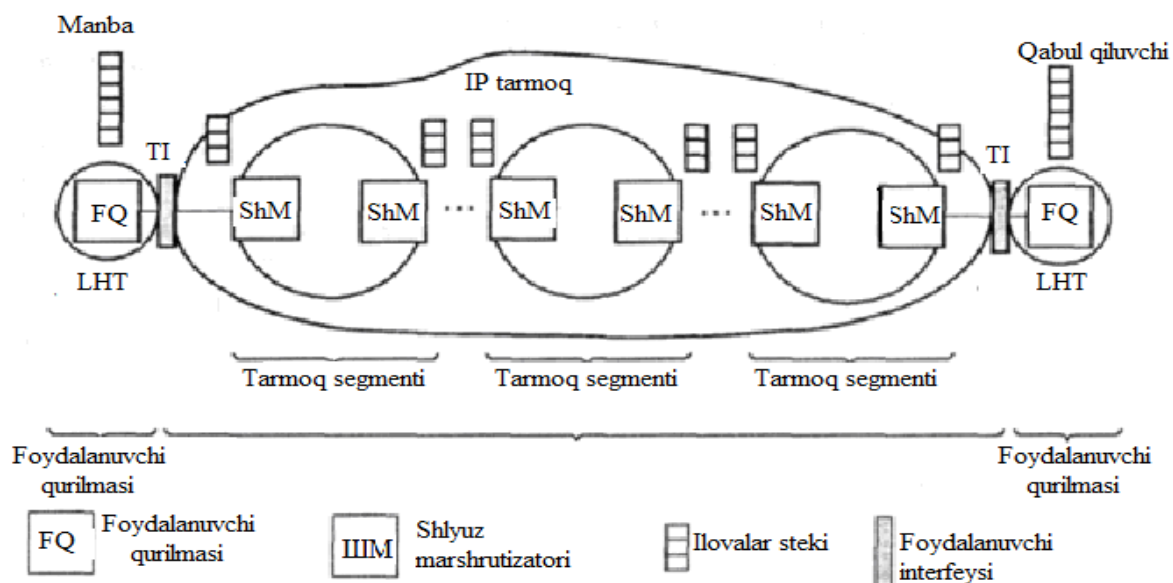 Manba
Qabul qiluvchi
IP tarmoq
TI
TI
FQ
ShM
ShM
ShM
ShM
ShM
ShM
FQ
LHT
LHT
Tarmoq segmenti
Tarmoq segmenti
Tarmoq segmenti
Foydalanuvchi
qurilmasi
Foydalanuvchi
qurilmasi
FQ
Foydalanuvchi
qurilmasi
ШМ
Shlyuz
marshrutizatori
Ilovalar steki
Foydalanuvchi
interfeysi